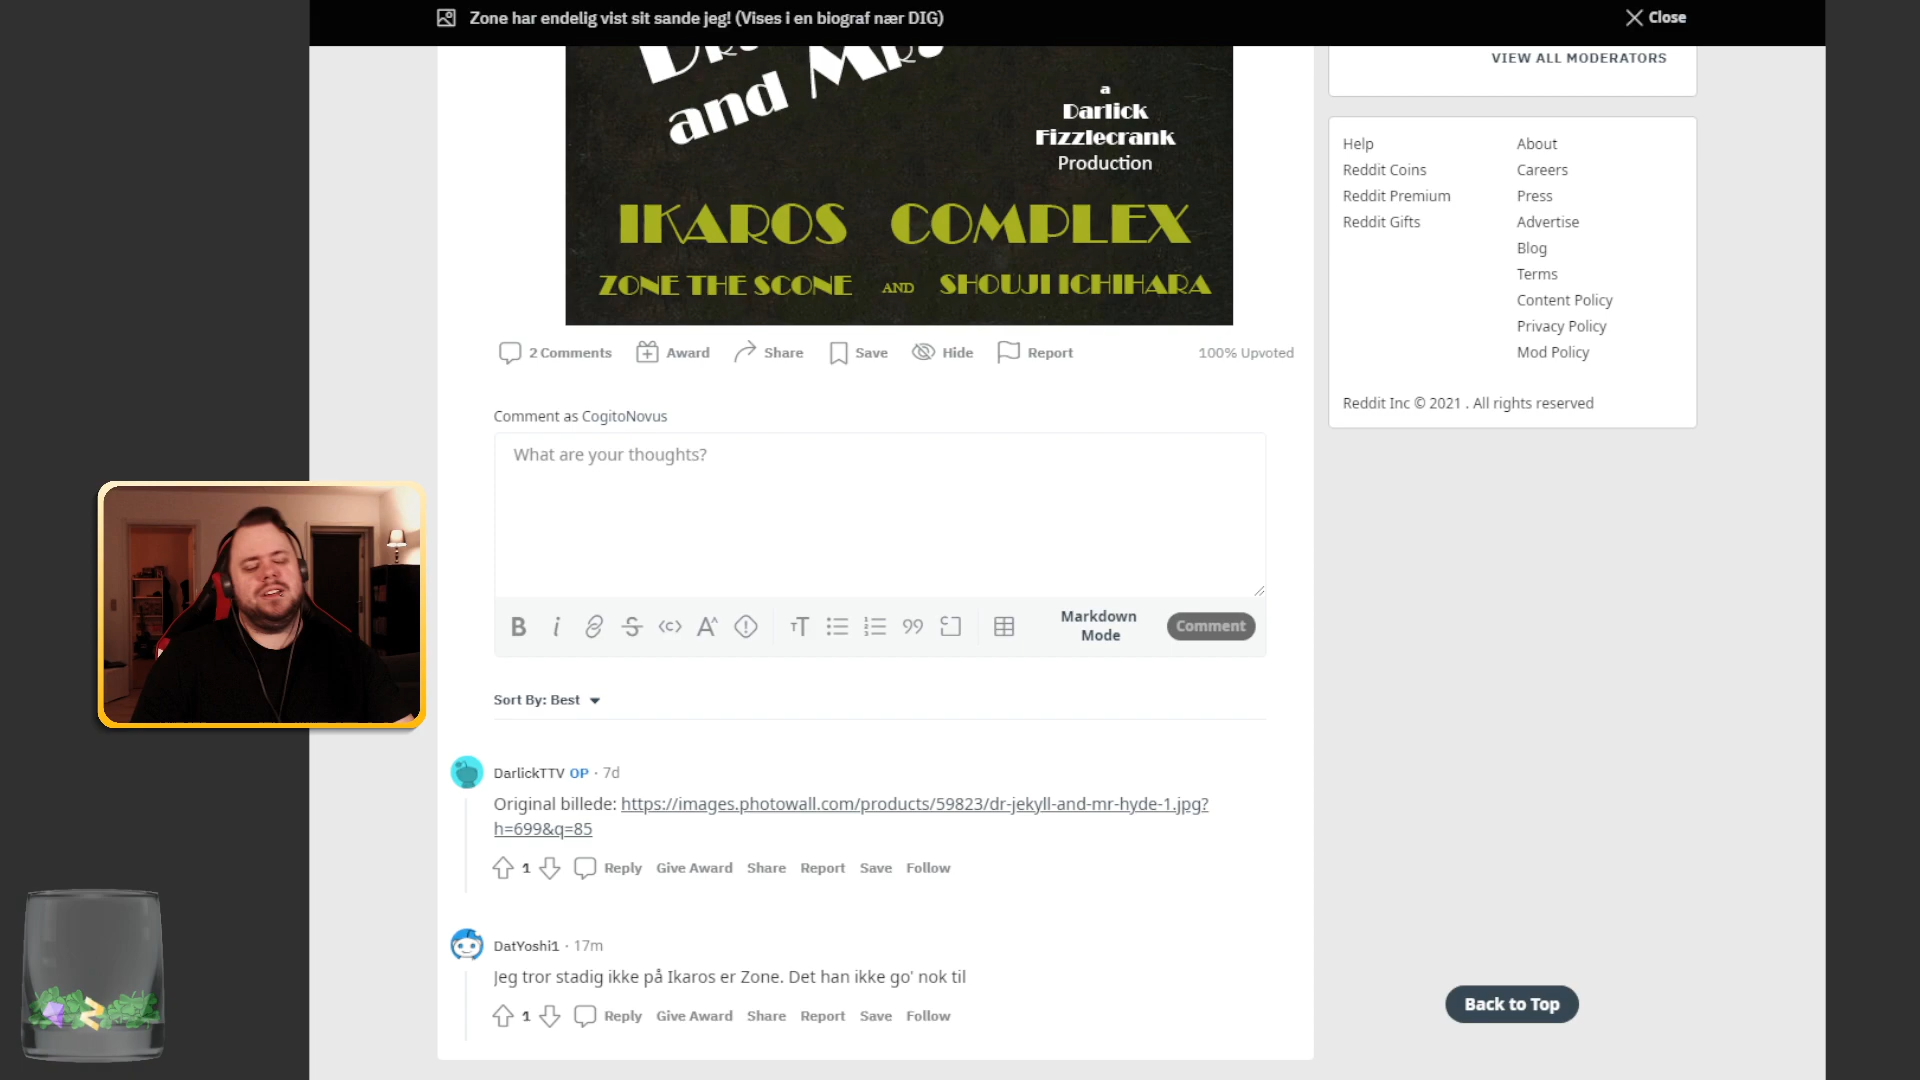 Zone har endelig vist sit sande jeg! (Vises i en biograf nær DIG)
Close
and Mr.
a
Darlick
Fizzlecrank
Production
IKAROS COMPLEX
ZONE THE SCONE AND SHOUJI ICHIHARA
2 Comments
Award
Share
Save
Hide
Report
100% Upvoted
Comment as CogitoNovus
What are your thoughts?
Markdown
Mode
Comment
Sort By: Best
DarlickTTV OP · 7d
Original billede: https://images.photowall.com/products/59823/dr-jekyll-and-mr-hyde-1.jpg?
h=699&q=85
1 Reply Give Award Share Report Save Follow
DatYoshi1 · 17m
Jeg tror stadig ikke på Ikaros er Zone. Det han ikke go' nok til
1 Reply Give Award Share Report Save Follow
VIEW ALL MODERATORS
Help
Reddit Coins
Reddit Premium
Reddit Gifts
About
Careers
Press
Advertise
Blog
Terms
Content Policy
Privacy Policy
Mod Policy
Reddit Inc © 2021 . All rights reserved
Back to Top